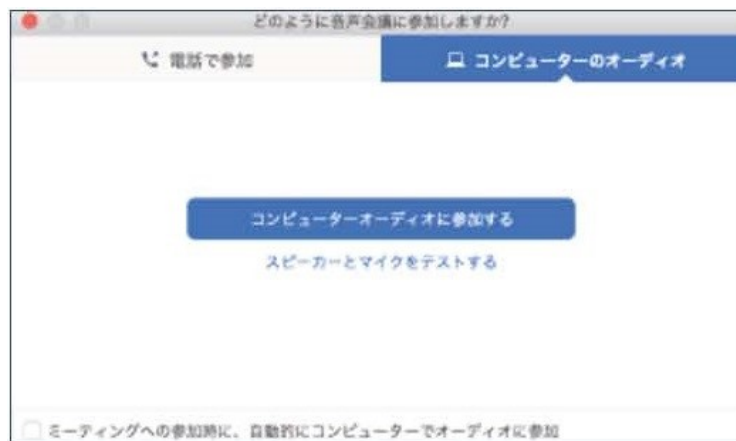 どのように音声会議に参加しますか?
電話で参加
コンピューターのオーディオ
コンピューターオーディオに参加する
スピーカーとマイクをテストする
ミーティングへの参加時に、自動的にコンピューターでオーディオに参加